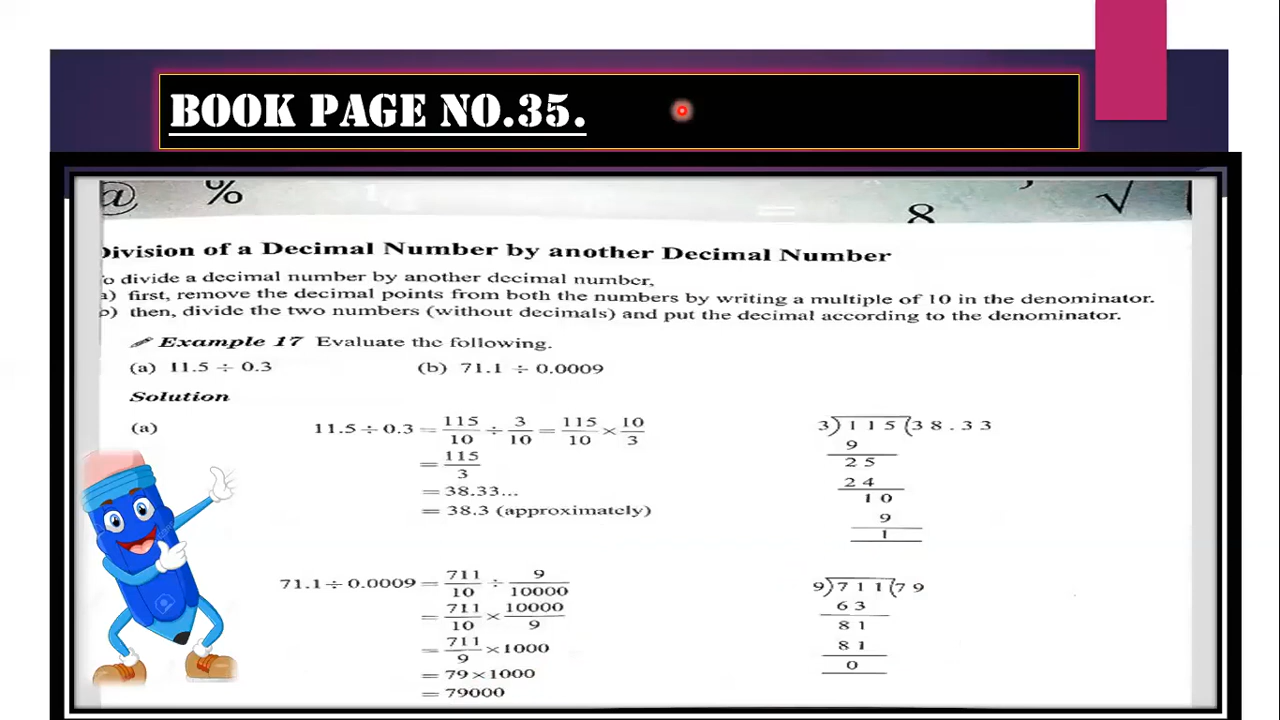 BOOK PAGE NO.35.
@ % 8 √
Division of a Decimal Number by another Decimal Number
o divide a decimal number by another decimal number,
a) first, remove the decimal points from both the numbers by writing a multiple of 10 in the denominator.
b) then, divide the two numbers (without decimals) and put the decimal according to the denominator.
Example 17 Evaluate the following.
(a) 11.5 ÷ 0.3 (b) 71.1 ÷ 0.0009
Solution
(a) 11.5 ÷ 0.3 = 115/10 ÷ 3/10 = 115/10 × 10/3
= 115/3
= 38.33...
= 38.3 (approximately)
3)115(38.33
9
25
24
10
9
1
71.1 ÷ 0.0009 = 711/10 ÷ 9/10000
= 711/10 × 10000/9
= 711/9 × 1000
= 79 × 1000
= 79000
9)711(79
63
81
81
0